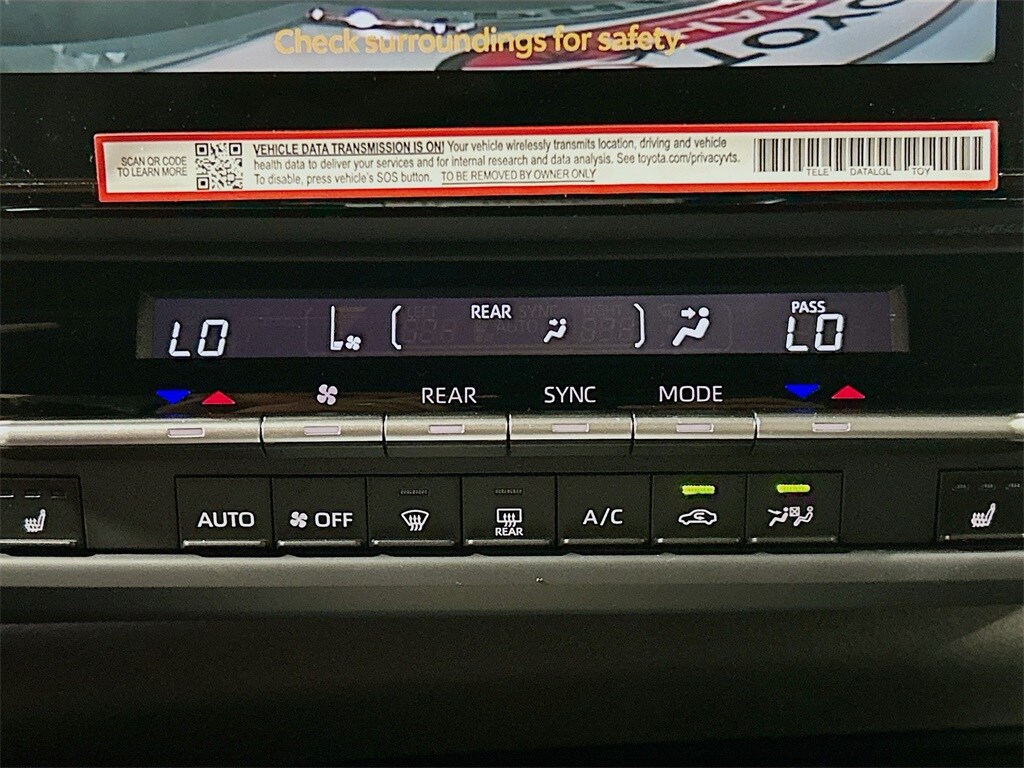 Check surroundings for safety.
TOYOT
SCAN QR CODE
TO LEARN MORE
VEHICLE DATA TRANSMISSION IS ON! Your vehicle wirelessly transmits location, driving and vehicle
health data to deliver your services and for internal research and data analysis. See toyota.com/privacyvts.
To disable, press vehicle's SOS button. TO BE REMOVED BY OWNER ONLY
TELE DATALGL TOY
LO
REAR
PASS
LO
REAR SYNC MODE
AUTO OFF REAR A/C